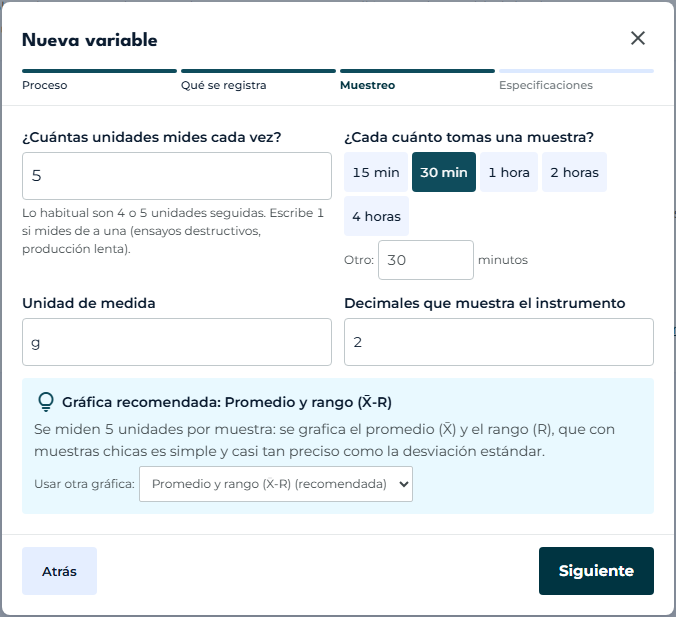 Nueva variable
Proceso
Qué se registra
Muestreo
Especificaciones
¿Cuántas unidades mides cada vez?
5
Lo habitual son 4 o 5 unidades seguidas. Escribe 1
si mides de a una (ensayos destructivos,
producción lenta).
¿Cada cuánto tomas una muestra?
15 min
30 min
1 hora
2 horas
4 horas
Otro: 30 minutos
Unidad de medida
g
Decimales que muestra el instrumento
2
Gráfica recomendada: Promedio y rango (X̄-R)
Se miden 5 unidades por muestra: se grafica el promedio (X̄) y el rango (R), que con
muestras chicas es simple y casi tan preciso como la desviación estándar.
Usar otra gráfica: Promedio y rango (X̄-R) (recomendada)
Atrás
Siguiente